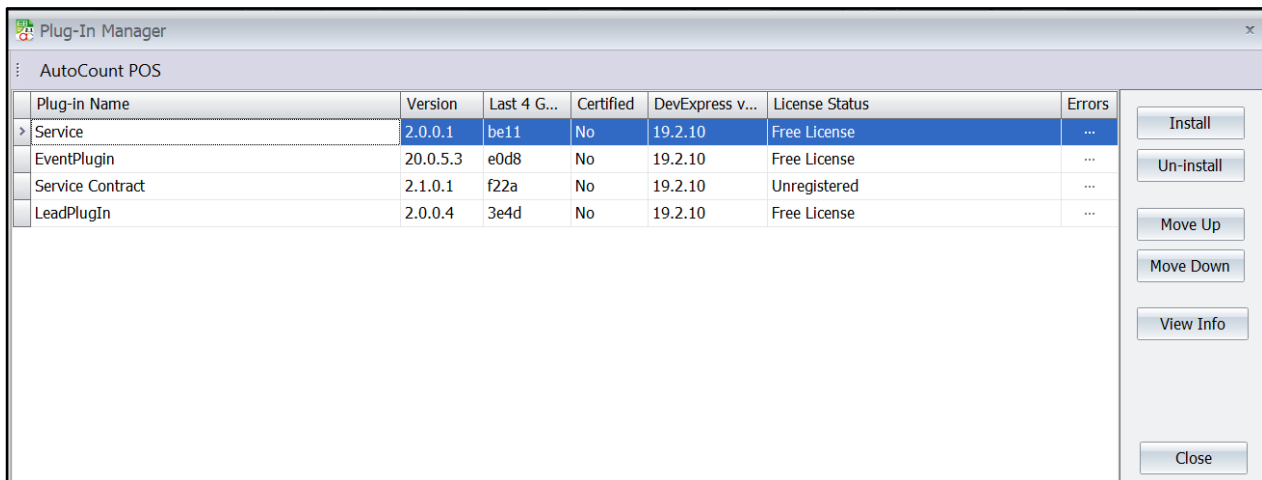 Plug-In Manager
AutoCount POS
Plug-in Name Version Last 4 G... Certified DevExpress v... License Status Errors
Service 2.0.0.1 be11 No 19.2.10 Free License ...
EventPlugin 20.0.5.3 e0d8 No 19.2.10 Free License ...
Service Contract 2.1.0.1 f22a No 19.2.10 Unregistered ...
LeadPlugIn 2.0.0.4 3e4d No 19.2.10 Free License ...
Install
Un-install
Move Up
Move Down
View Info
Close